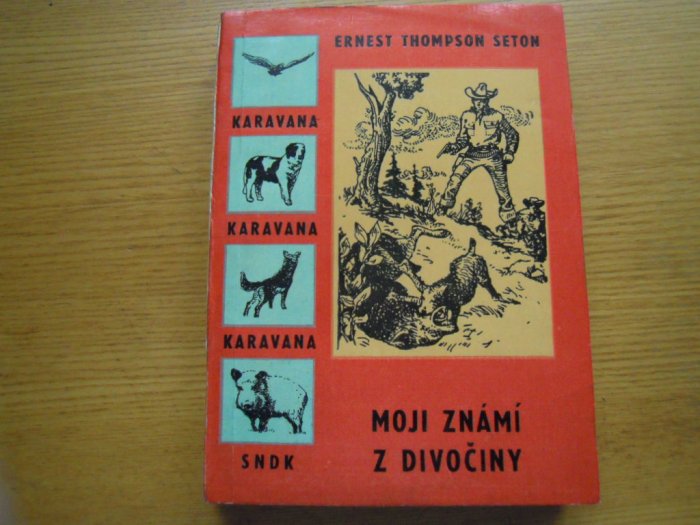 ERNEST THOMPSON SETON
KARAVANA
KARAVANA
KARAVANA
SNDK
MOJI ZNÁMÍ
Z DIVOČINY